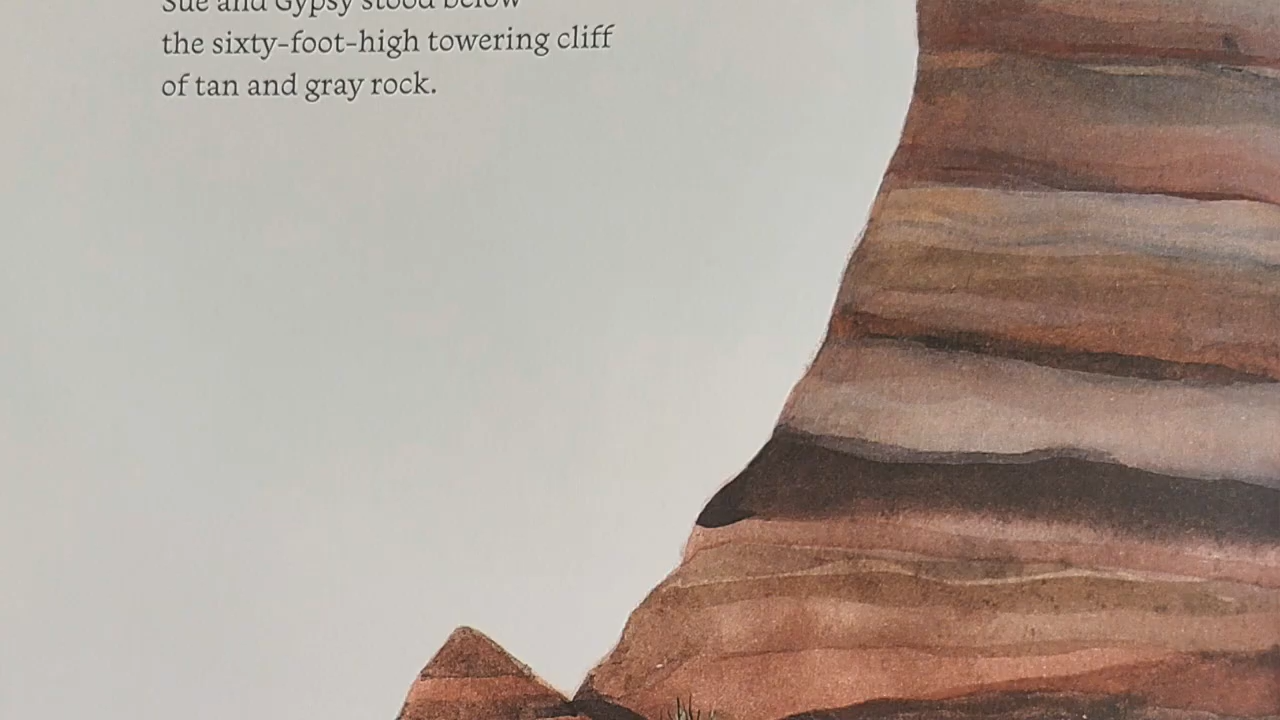 Sue and Gypsy stood below
the sixty-foot-high towering cliff
of tan and gray rock.